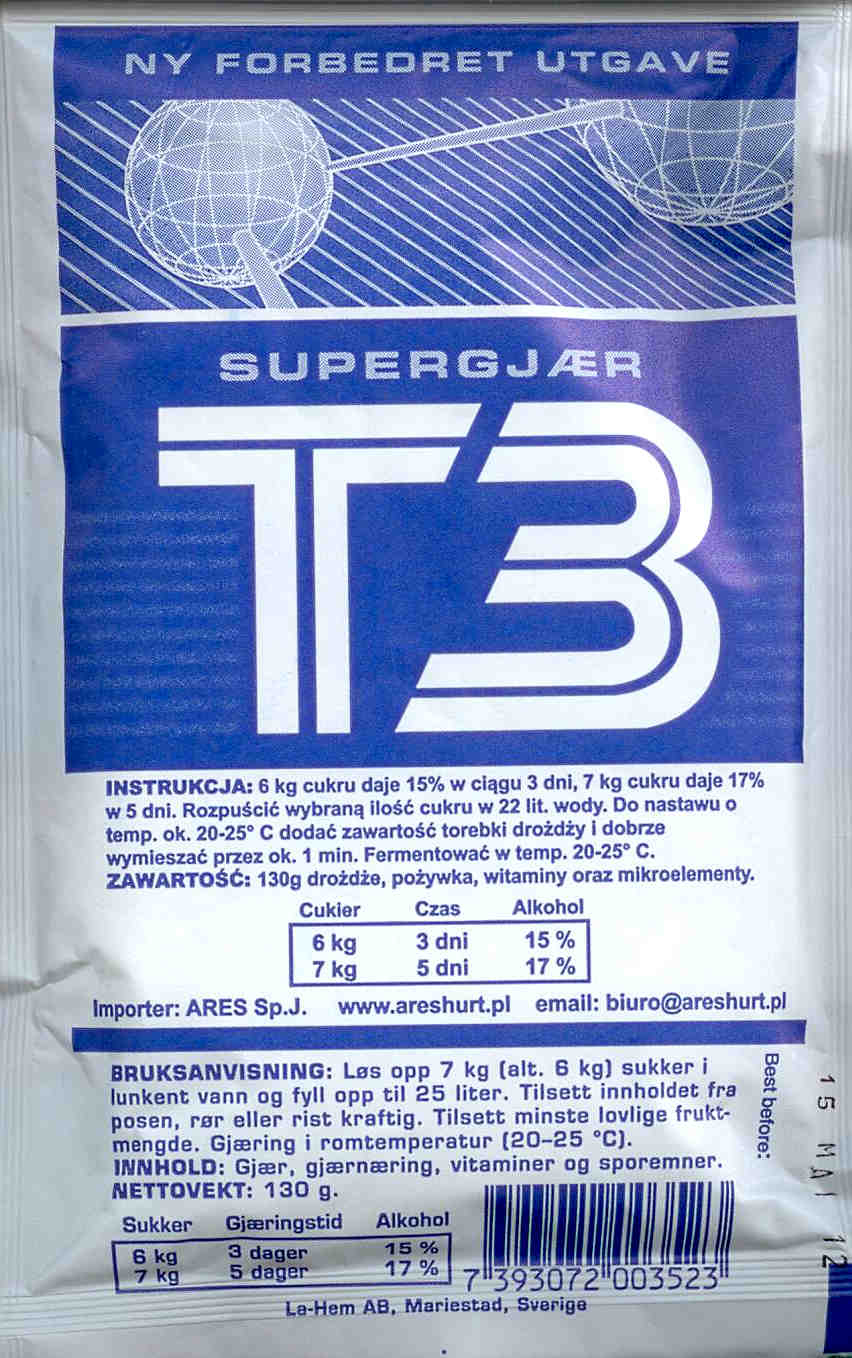 NY FORBEDRET UTGAVE
SUPERGJÆR
T3
INSTRUKCJA: 6 kg cukru daje 15% w ciągu 3 dni, 7 kg cukru daje 17%
w 5 dni. Rozpuścić wybraną ilość cukru w 22 lit. wody. Do nastawu o
temp. ok. 20-25° C dodać zawartość torebki drożdży i dobrze
wymieszać przez ok. 1 min. Fermentować w temp. 20-25° C.
ZAWARTOŚĆ: 130g drożdże, pożywka, witaminy oraz mikroelementy.
Cukier Czas Alkohol
6 kg 3 dni 15 %
7 kg 5 dni 17 %
Importer: ARES Sp.J. www.areshurt.pl email: biuro@areshurt.pl
BRUKSANVISNING: Løs opp 7 kg (alt. 6 kg) sukker i
lunkent vann og fyll opp til 25 liter. Tilsett innholdet fra
posen, rør eller rist kraftig. Tilsett minste lovlige frukt-
mengde. Gjæring i romtemperatur (20-25 °C).
INNHOLD: Gjær, gjærnæring, vitaminer og sporemner.
NETTOVEKT: 130 g.
Sukker Gjæringstid Alkohol
6 kg 3 dager 15 %
7 kg 5 dager 17 %
7 393072 003523
La-Hem AB, Mariestad, Sverige
Best before:
15 MAI 12